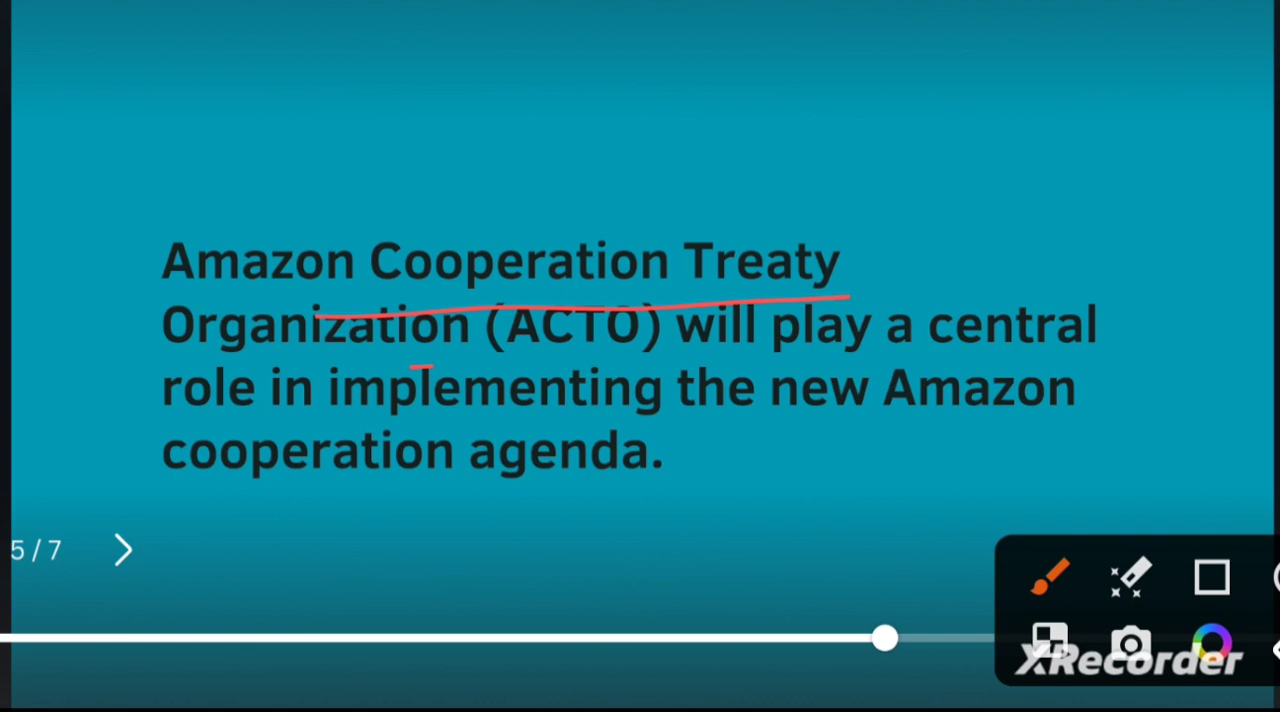 Amazon Cooperation Treaty
Organization (ACTO) will play a central
role in implementing the new Amazon
cooperation agenda.
5 / 7
XRecorder